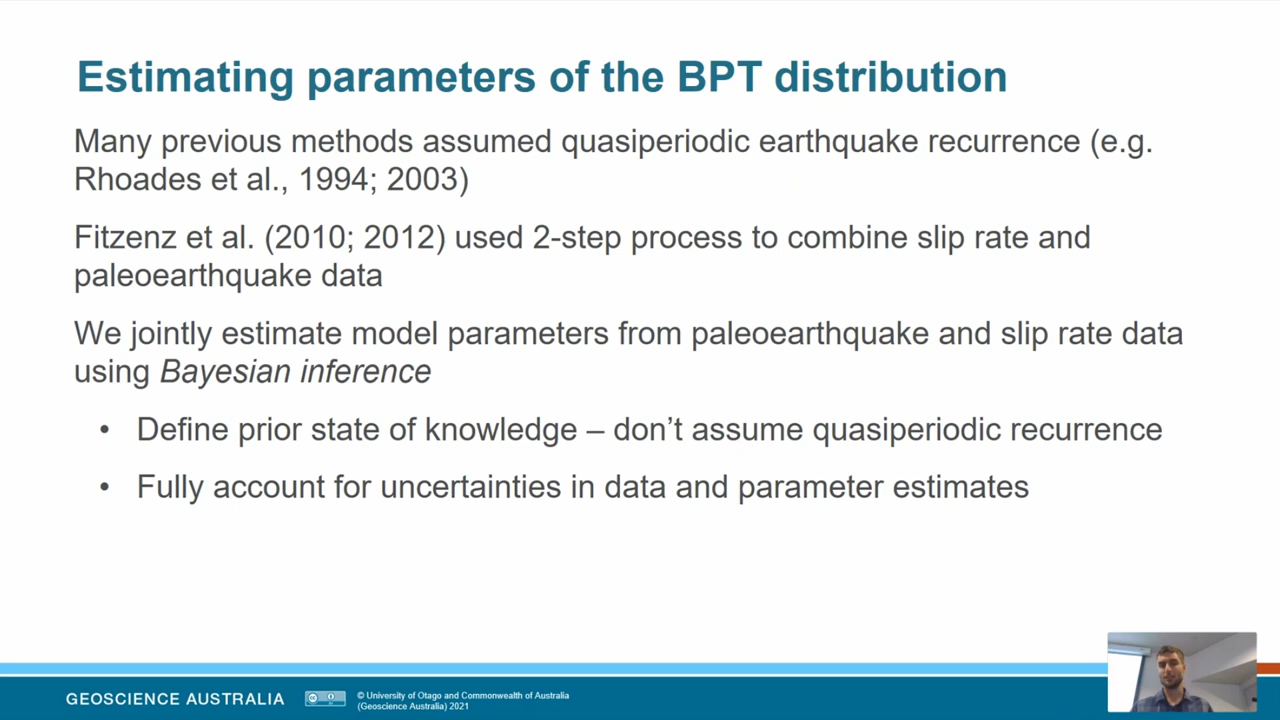 Estimating parameters of the BPT distribution
Many previous methods assumed quasiperiodic earthquake recurrence (e.g.
Rhoades et al., 1994; 2003)
Fitzenz et al. (2010; 2012) used 2-step process to combine slip rate and
paleoearthquake data
We jointly estimate model parameters from paleoearthquake and slip rate data
using Bayesian inference
• Define prior state of knowledge – don't assume quasiperiodic recurrence
• Fully account for uncertainties in data and parameter estimates
GEOSCIENCE AUSTRALIA
© University of Otago and Commonwealth of Australia
(Geoscience Australia) 2021